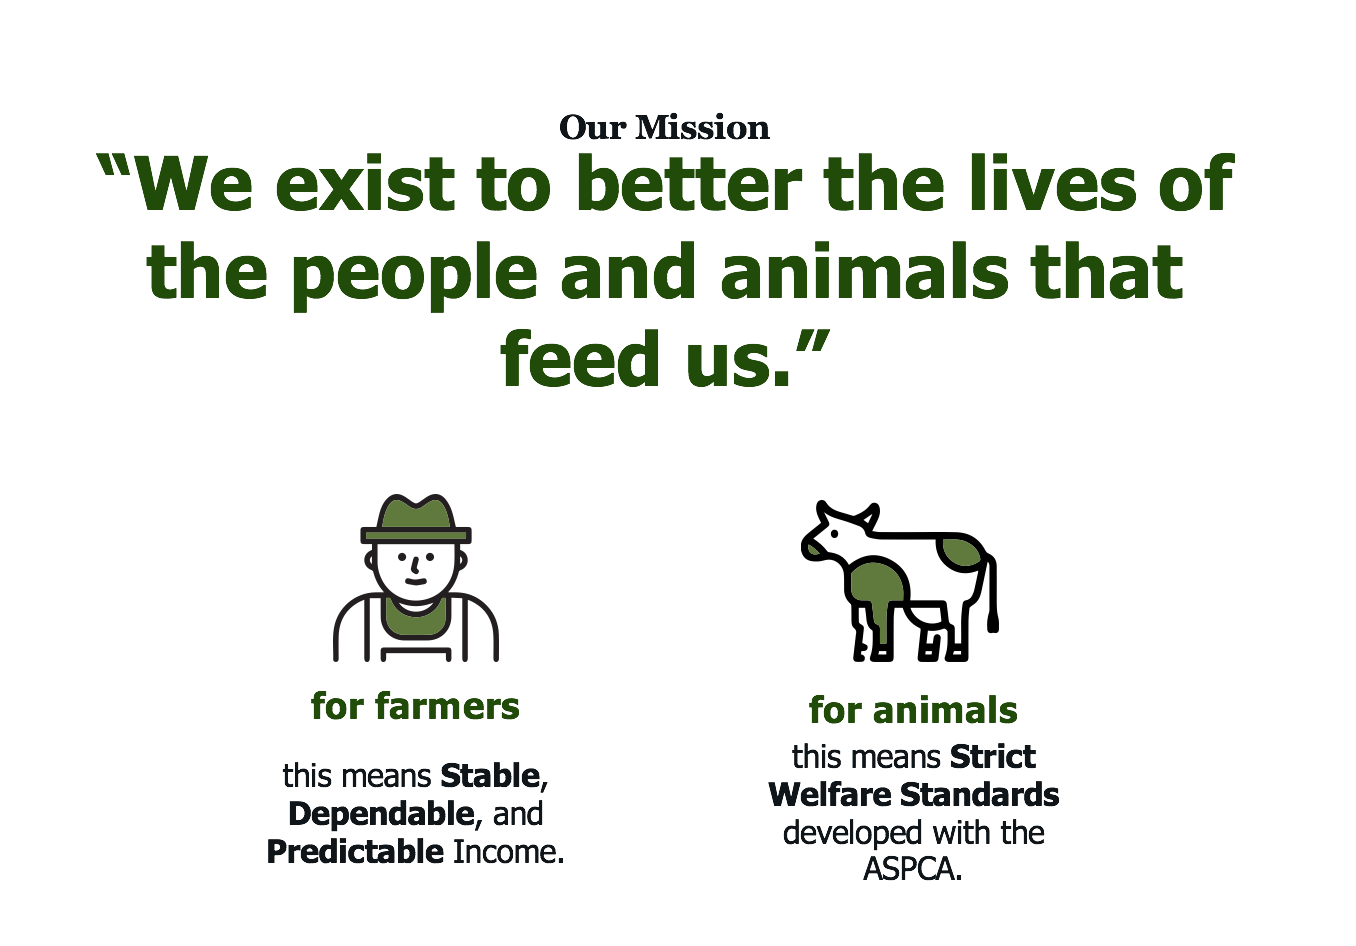 Our Mission
“We exist to better the lives of
the people and animals that
feed us.”
for farmers
this means Stable,
Dependable, and
Predictable Income.
for animals
this means Strict
Welfare Standards
developed with the
ASPCA.